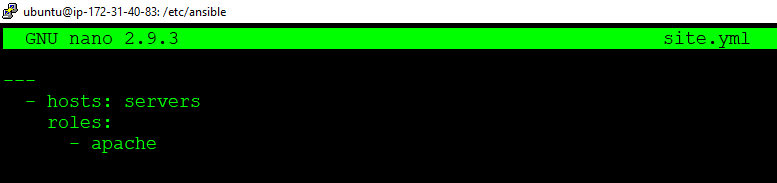 ubuntu@ip-172-31-40-83: /etc/ansible
GNU nano 2.9.3 site.yml
---
- hosts: servers
roles:
- apache